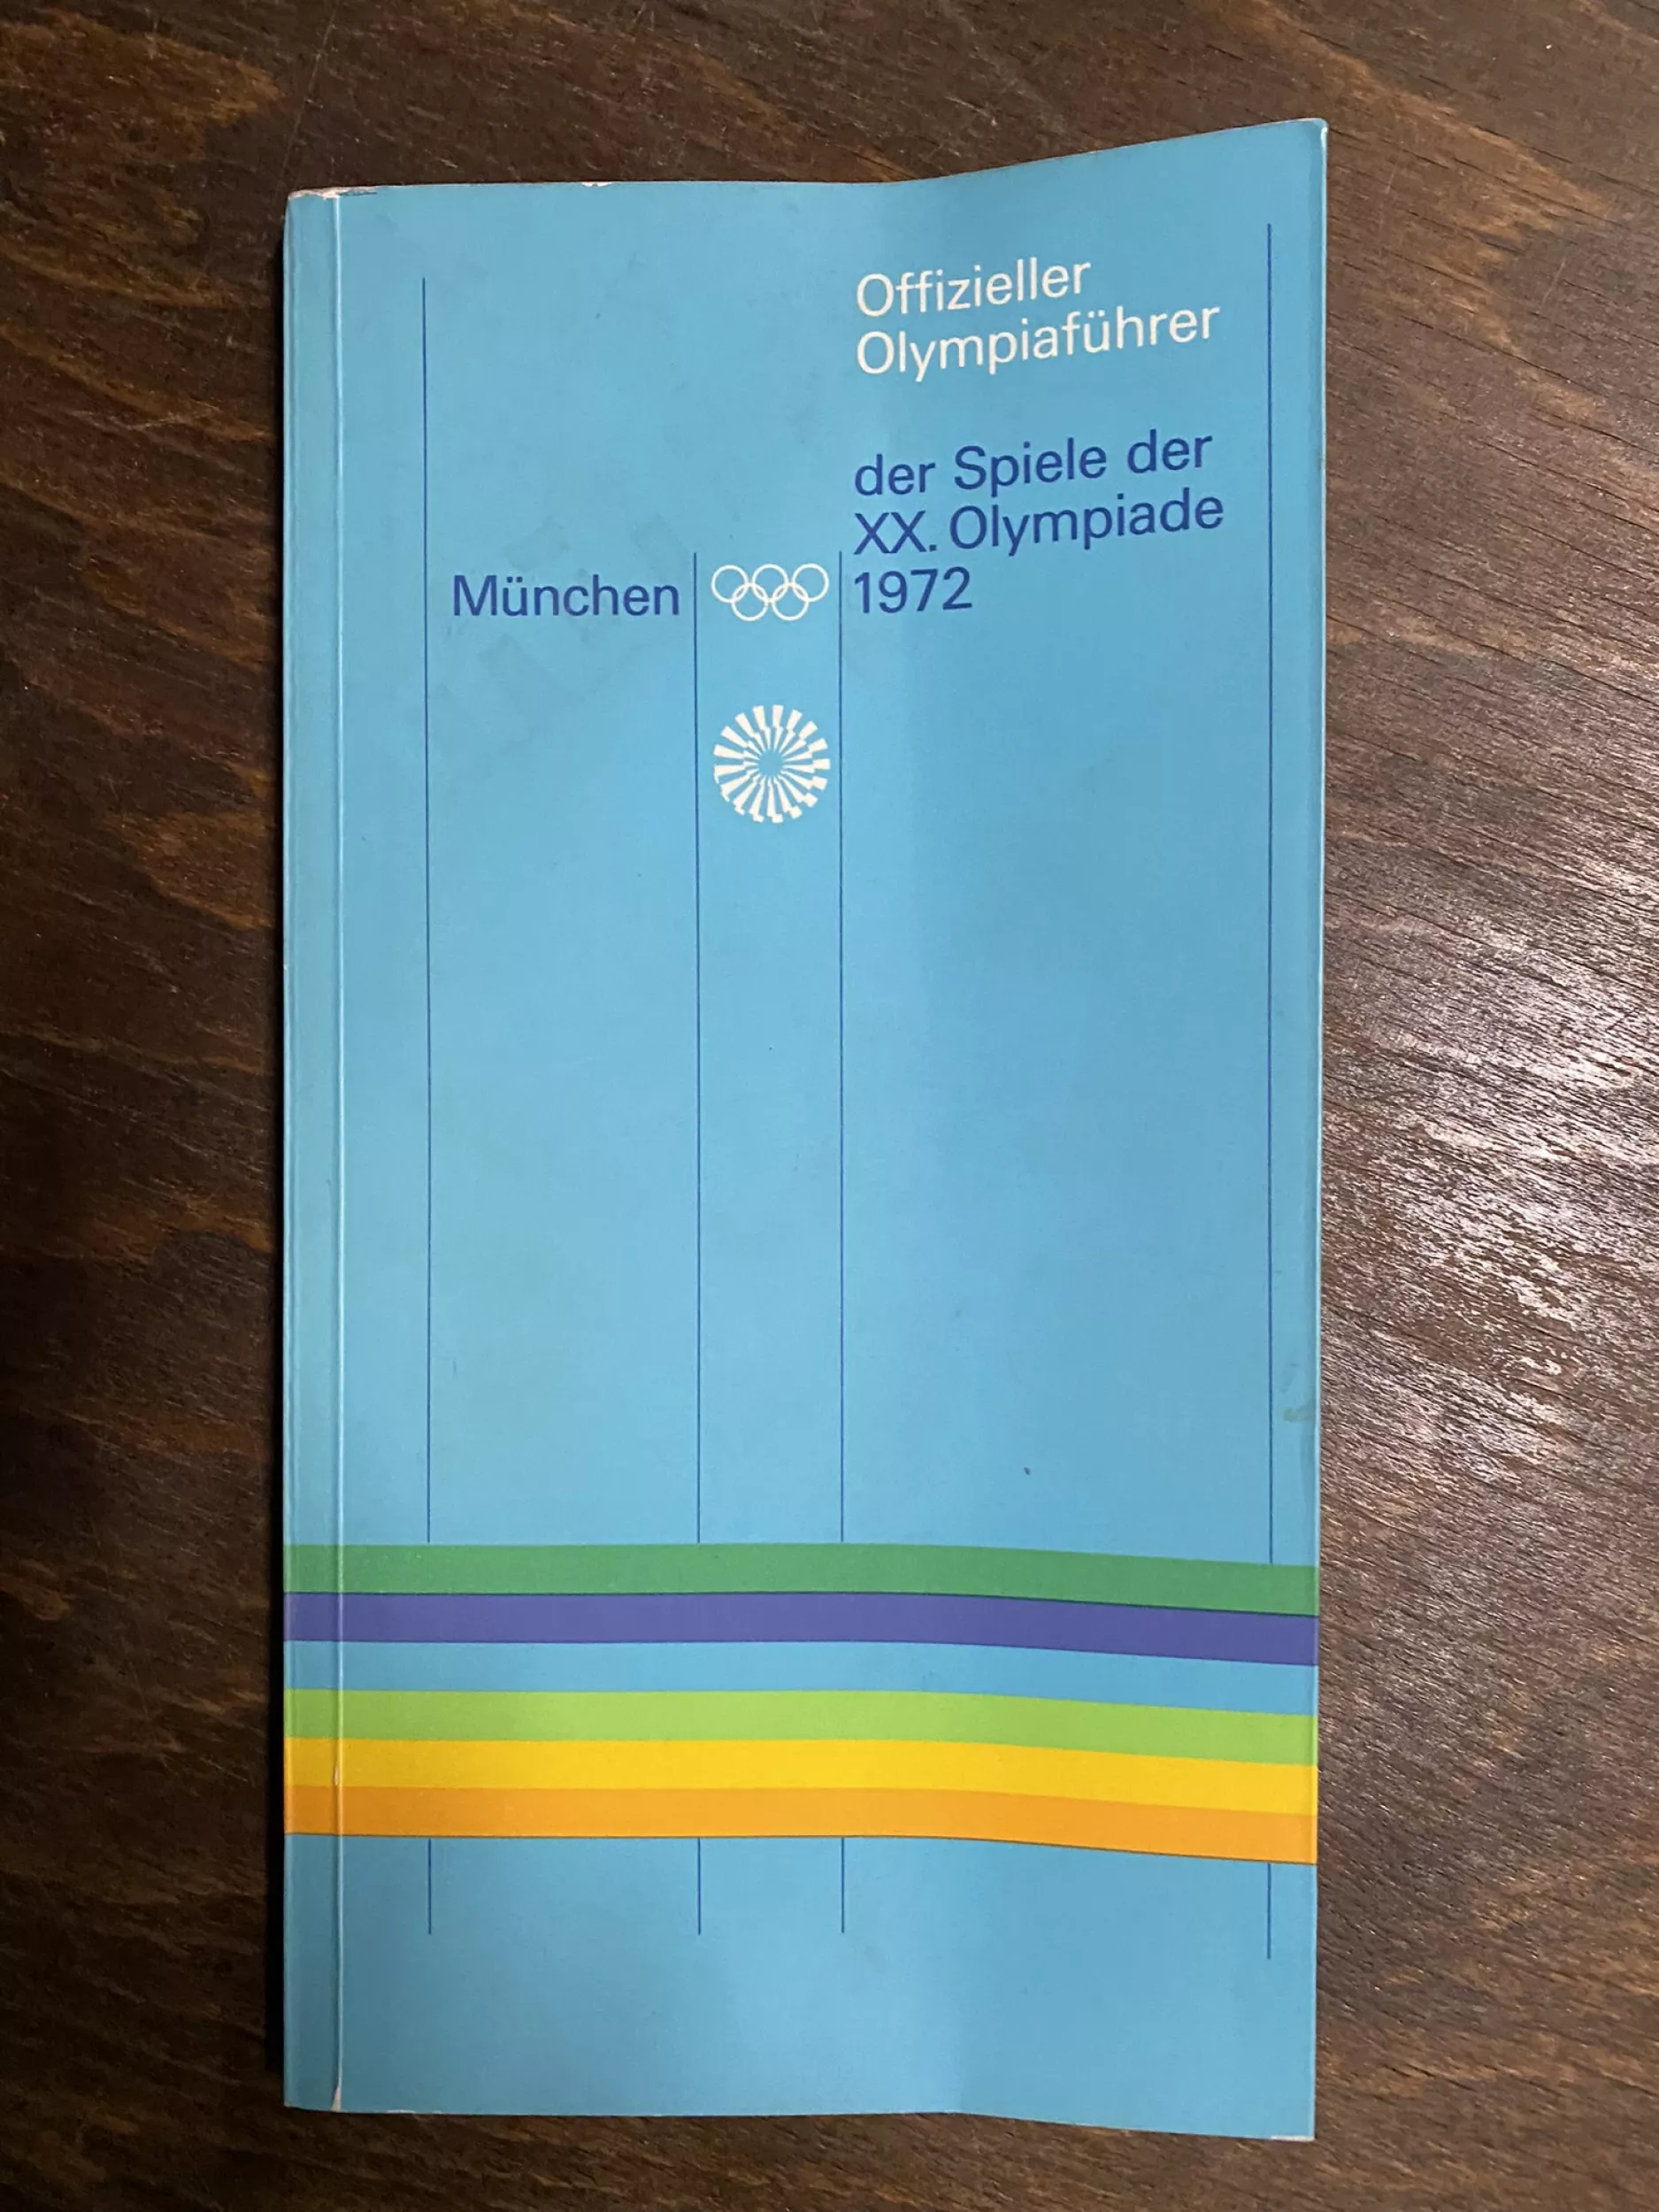 Offizieller
Olympiaführer
der Spiele der
XX. Olympiade
München 1972